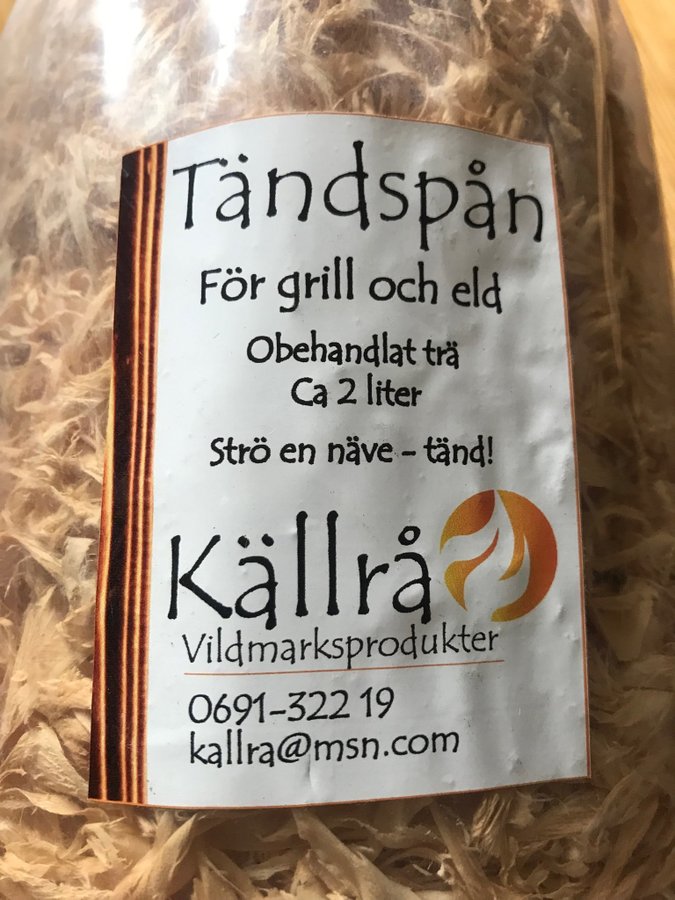 Tändspån
För grill och eld
Obehandlat trä
Ca 2 liter
Strö en näve - tänd!
Källrå
Vildmarksprodukter
0691-322 19
kallra@msn.com